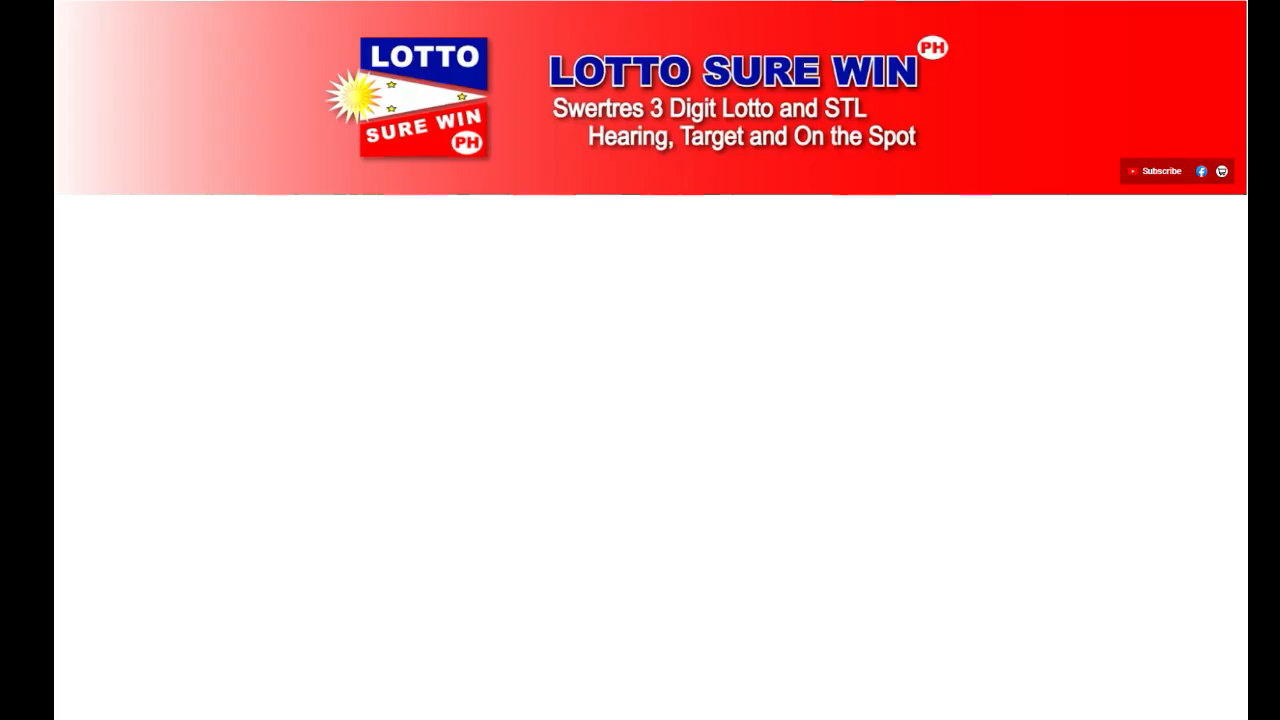 LOTTO
SURE WIN
PH
LOTTO SURE WIN PH
Swertres 3 Digit Lotto and STL
Hearing, Target and On the Spot
Subscribe